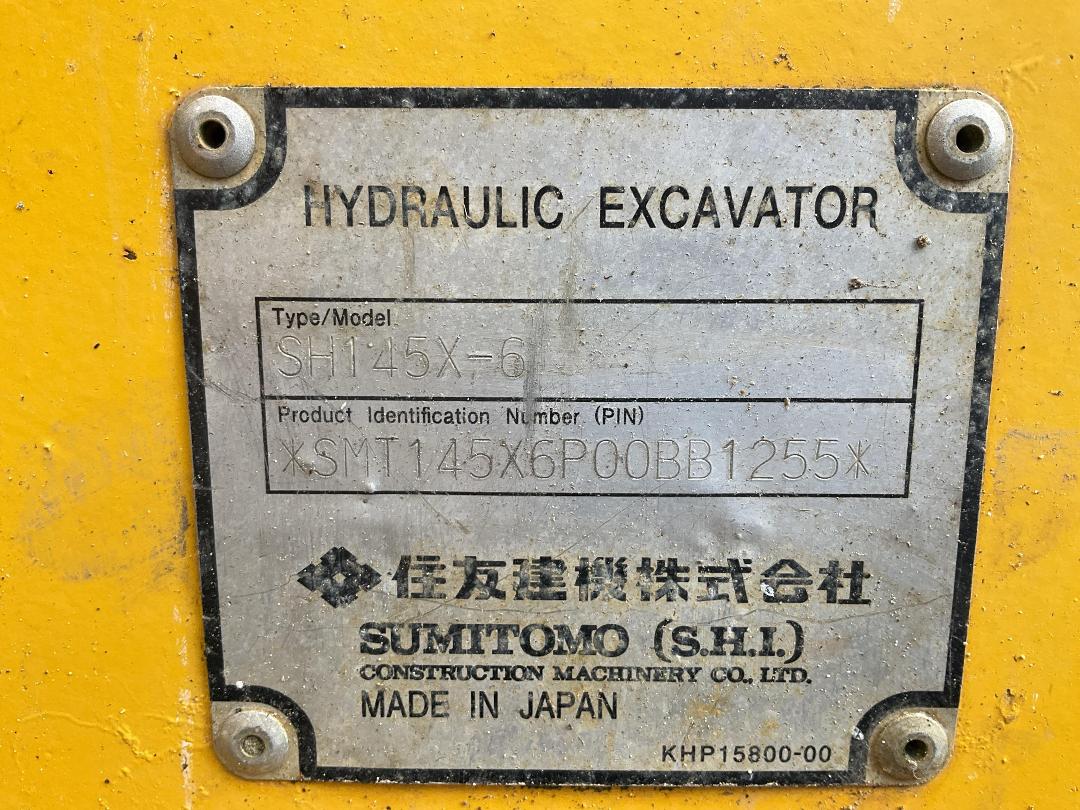 HYDRAULIC EXCAVATOR
Type/Model
SH145X-6
Product Identification Number (PIN)
*SMT145X6P00BB1255*
住友建機株式会社
SUMITOMO (S.H.I.)
CONSTRUCTION MACHINERY CO., LTD.
MADE IN JAPAN
KHP15800-00